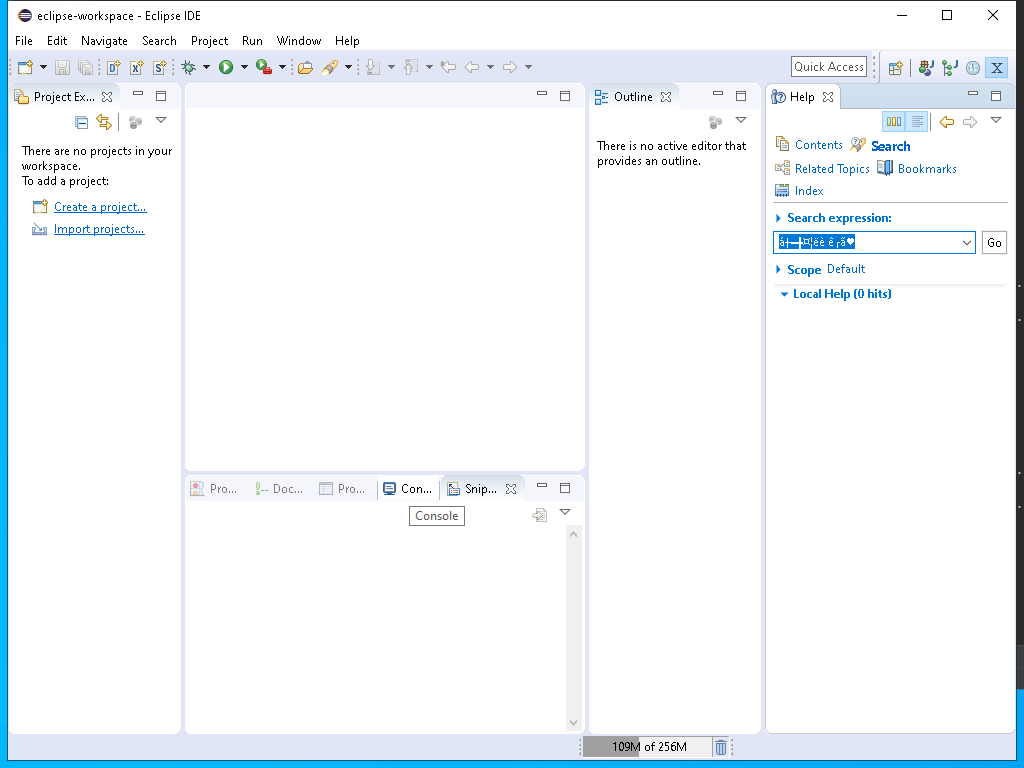 eclipse-workspace - Eclipse IDE
File Edit Navigate Search Project Run Window Help
Quick Access
Project Ex...
Outline
Help
There are no projects in your
workspace.
To add a project:
Create a project...
Import projects...
There is no active editor that
provides an outline.
Contents Search
Related Topics Bookmarks
Index
Search expression:
Go
Scope Default
Local Help (0 hits)
Pro... Doc... Pro... Con... Snip...
Console
109M of 256M